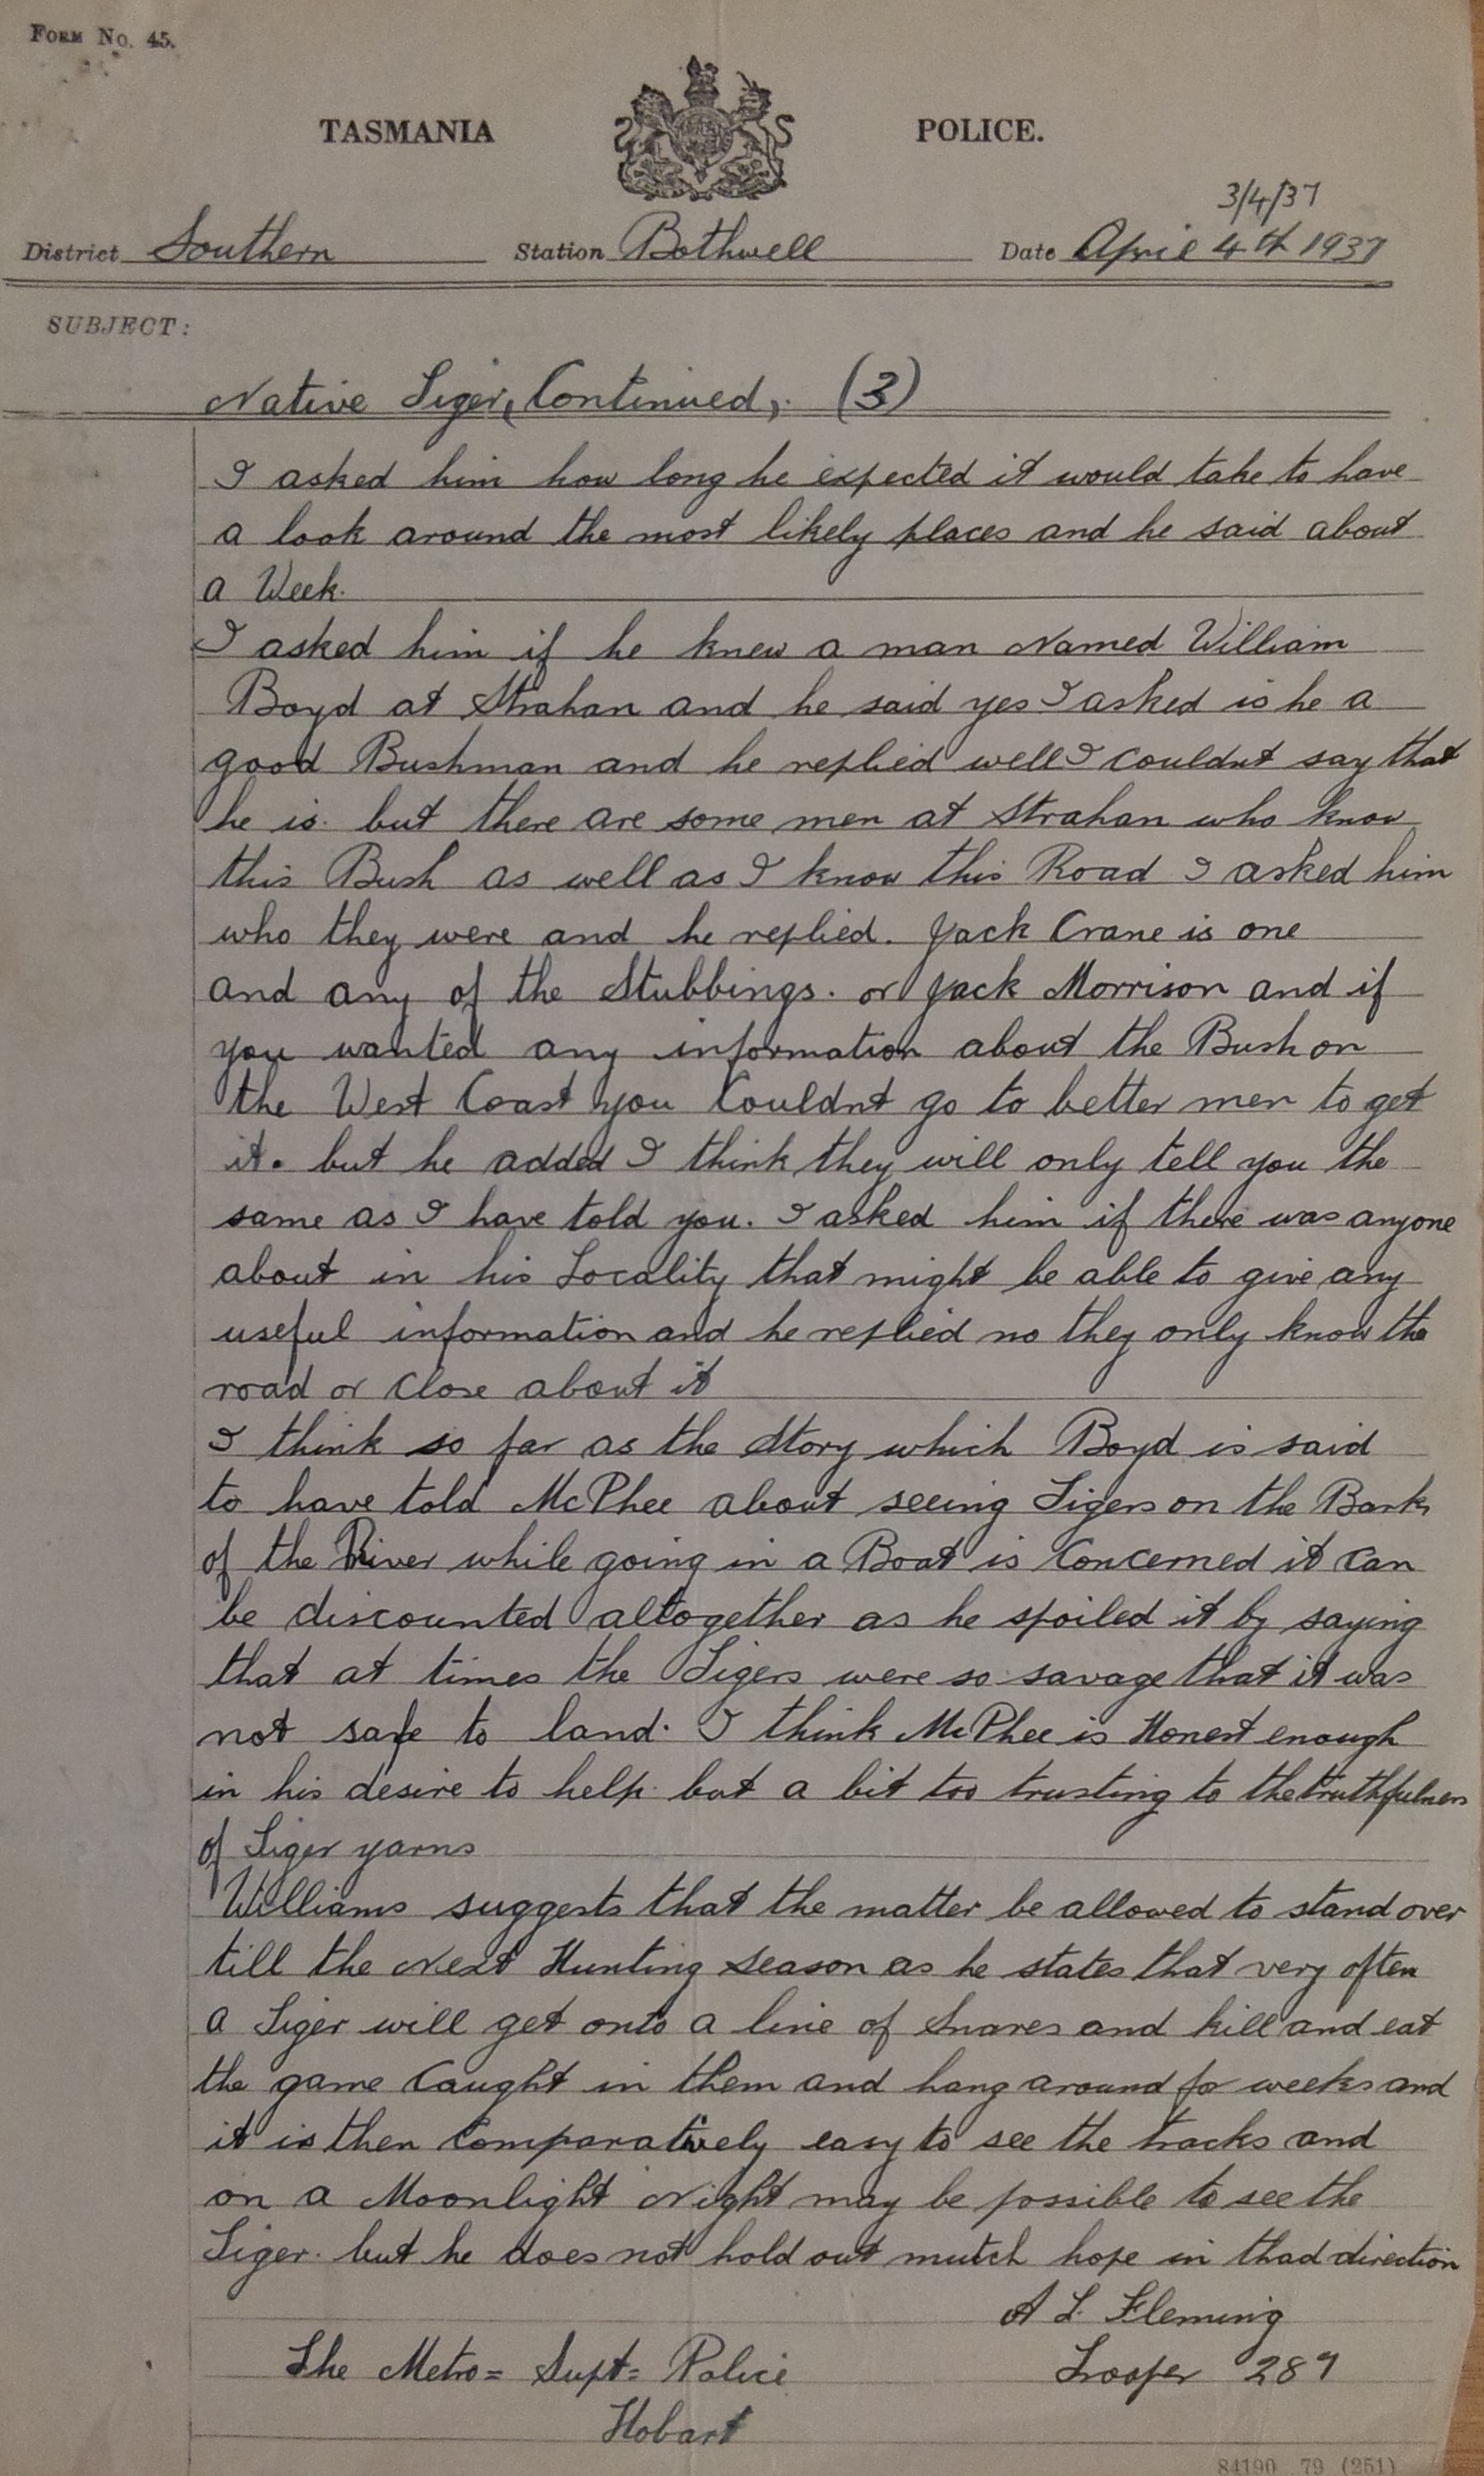 FORM NO. 45.
TASMANIA POLICE.
3/4/37
District Southern Station Bothwell Date April 4th 1937
SUBJECT:
Native Tiger, Continued, (3)
I asked him how long he expected it would take to have
a look around the most likely places and he said about
a Week.
I asked him if he knew a man Named William
Boyd at Strahan and he said yes I asked is he a
good Bushman and he replied well I couldnt say that
he is. but there are some men at Strahan who know
this Bush as well as I know this Road I asked him
who they were and he replied. Jack Crane is one
and any of the Stubbings. or Jack Morrison and if
you wanted any information about the Bush on
the West Coast you Couldnt go to better men to get
it. but he added I think they will only tell you the
same as I have told you. I asked him if there was anyone
about in his Locality that might be able to give any
useful information and he replied no they only know the
road or Close about it
I think so far as the Story which Boyd is said
to have told McPhee about seeing Tigers on the Bank
of the River while going in a Boat is Concerned it Can
be discounted altogether as he spoiled it by saying
that at times the Tigers were so savage that it was
not safe to land. I think McPhee is Honest enough
in his desire to help. but a bit too trusting to the truthfulness
of Tiger yarns
Williams suggests that the matter be allowed to stand over
till the Next Hunting Season as he states that very often
a Tiger will get onto a line of Snares and kill and eat
the game Caught in them and hang around for weeks and
it is then Comparatively easy to see the tracks and
on a Moonlight Night may be possible to see the
Tiger. but he does not hold out mutch hope in thad direction
A L. Fleming
The Metro= Supt= Police Trooper 289
Hobart
84190 79 (251)